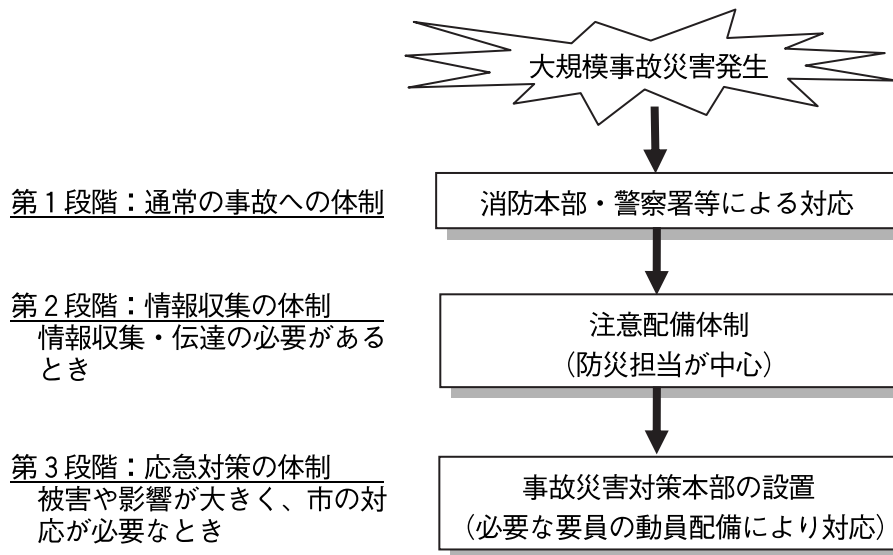 大規模事故災害発生
第1段階：通常の事故への体制
消防本部・警察署等による対応
第2段階：情報収集の体制
情報収集・伝達の必要がある
とき
注意配備体制
（防災担当が中心）
第3段階：応急対策の体制
被害や影響が大きく、市の対
応が必要なとき
事故災害対策本部の設置
（必要な要員の動員配備により対応）